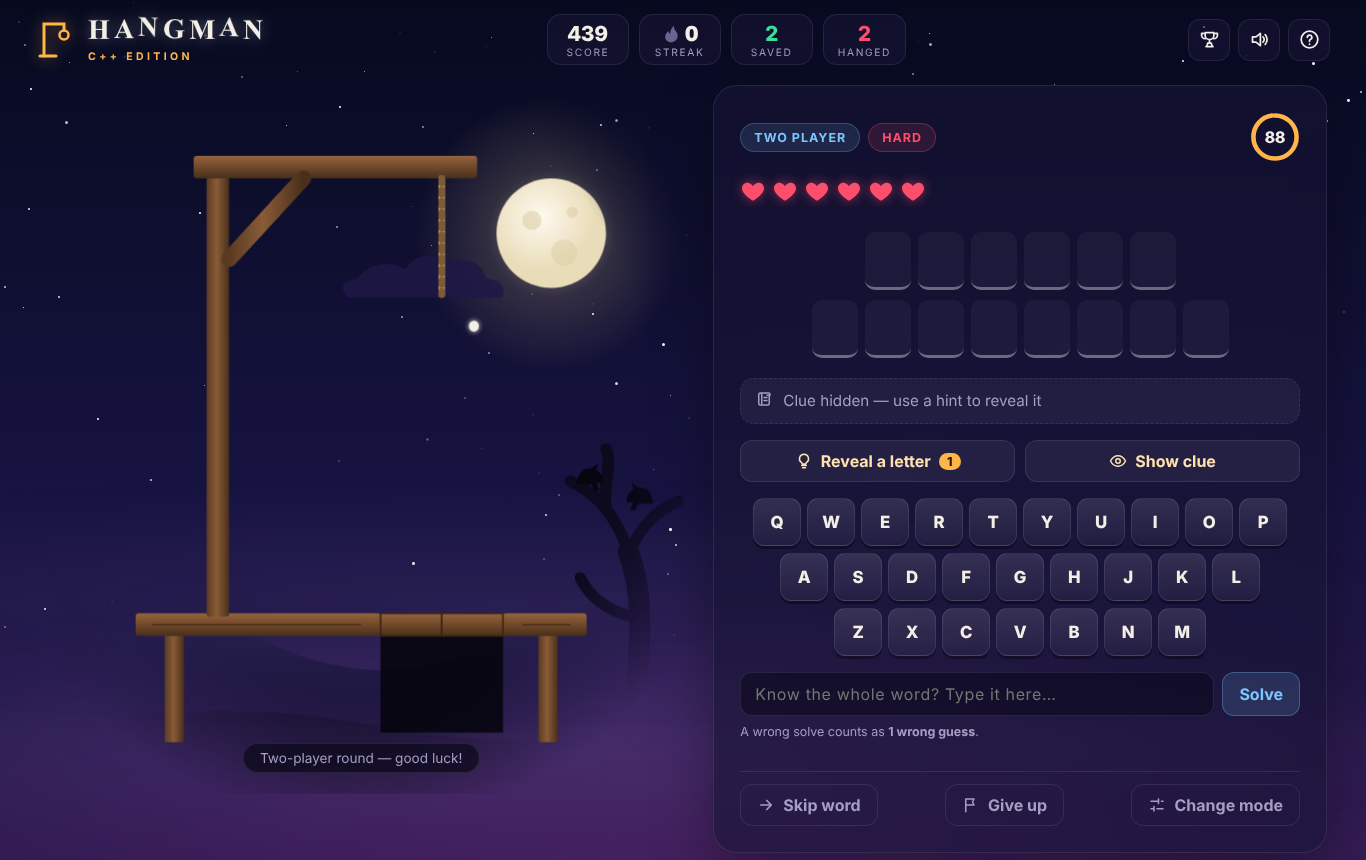 HANGMAN
C++ EDITION
439
SCORE
0
STREAK
2
SAVED
2
HANGED
TWO PLAYER
HARD
88
Clue hidden — use a hint to reveal it
Reveal a letter 1
Show clue
Q W E R T Y U I O P
A S D F G H J K L
Z X C V B N M
Know the whole word? Type it here...
Solve
A wrong solve counts as 1 wrong guess.
Two-player round — good luck!
Skip word
Give up
Change mode